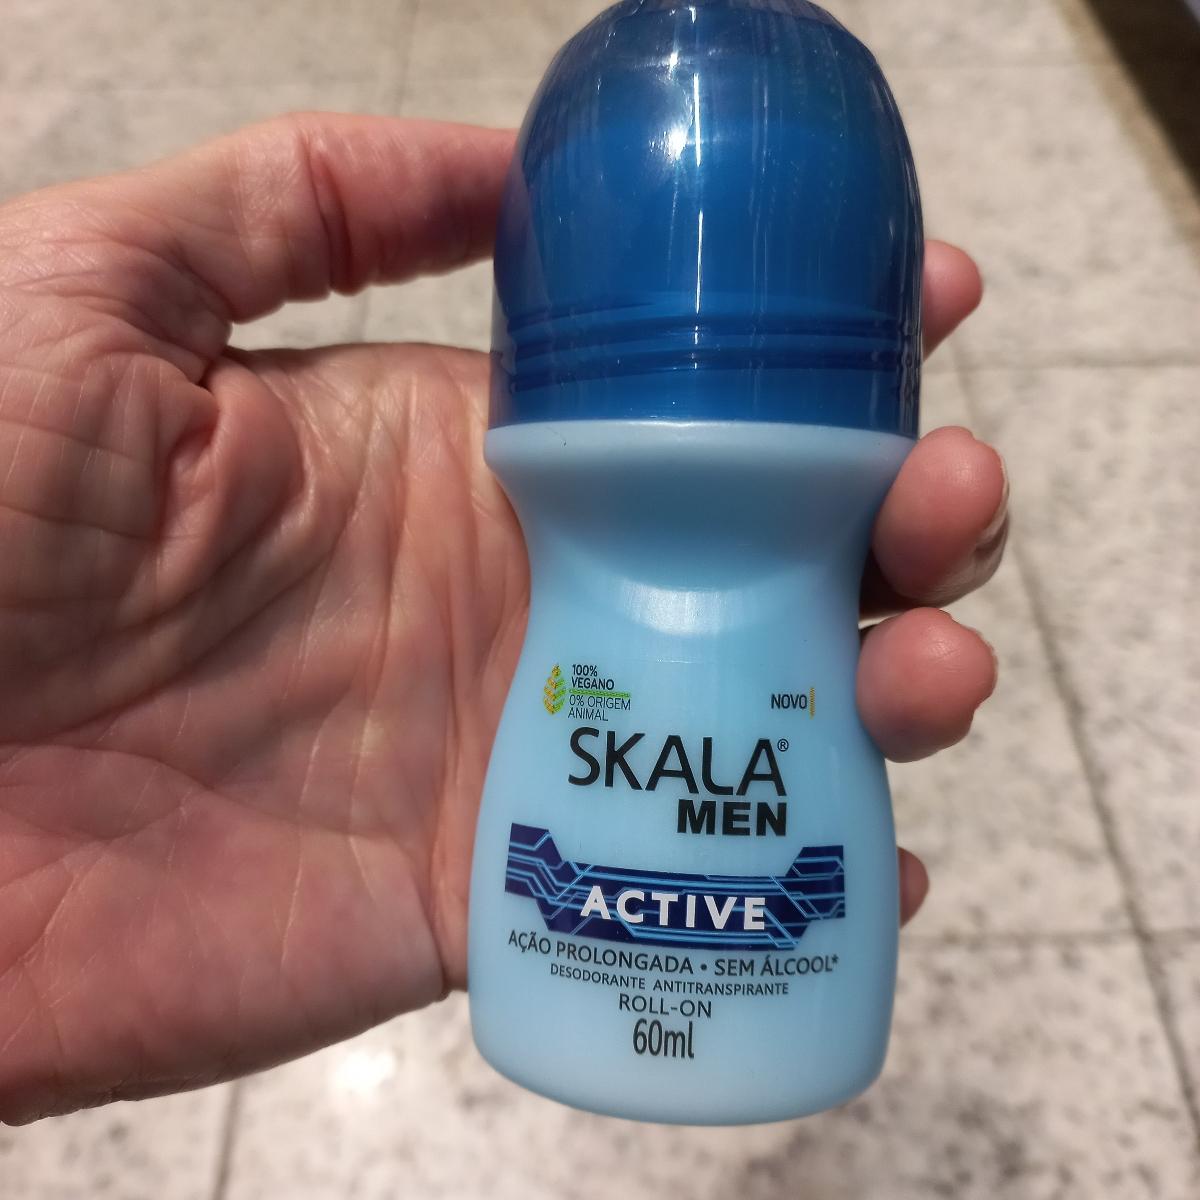 100%
VEGANO
0% ORIGEM
ANIMAL
NOVO
SKALA®
MEN
ACTIVE
AÇÃO PROLONGADA • SEM ÁLCOOL*
DESODORANTE ANTITRANSPIRANTE
ROLL-ON
60ml